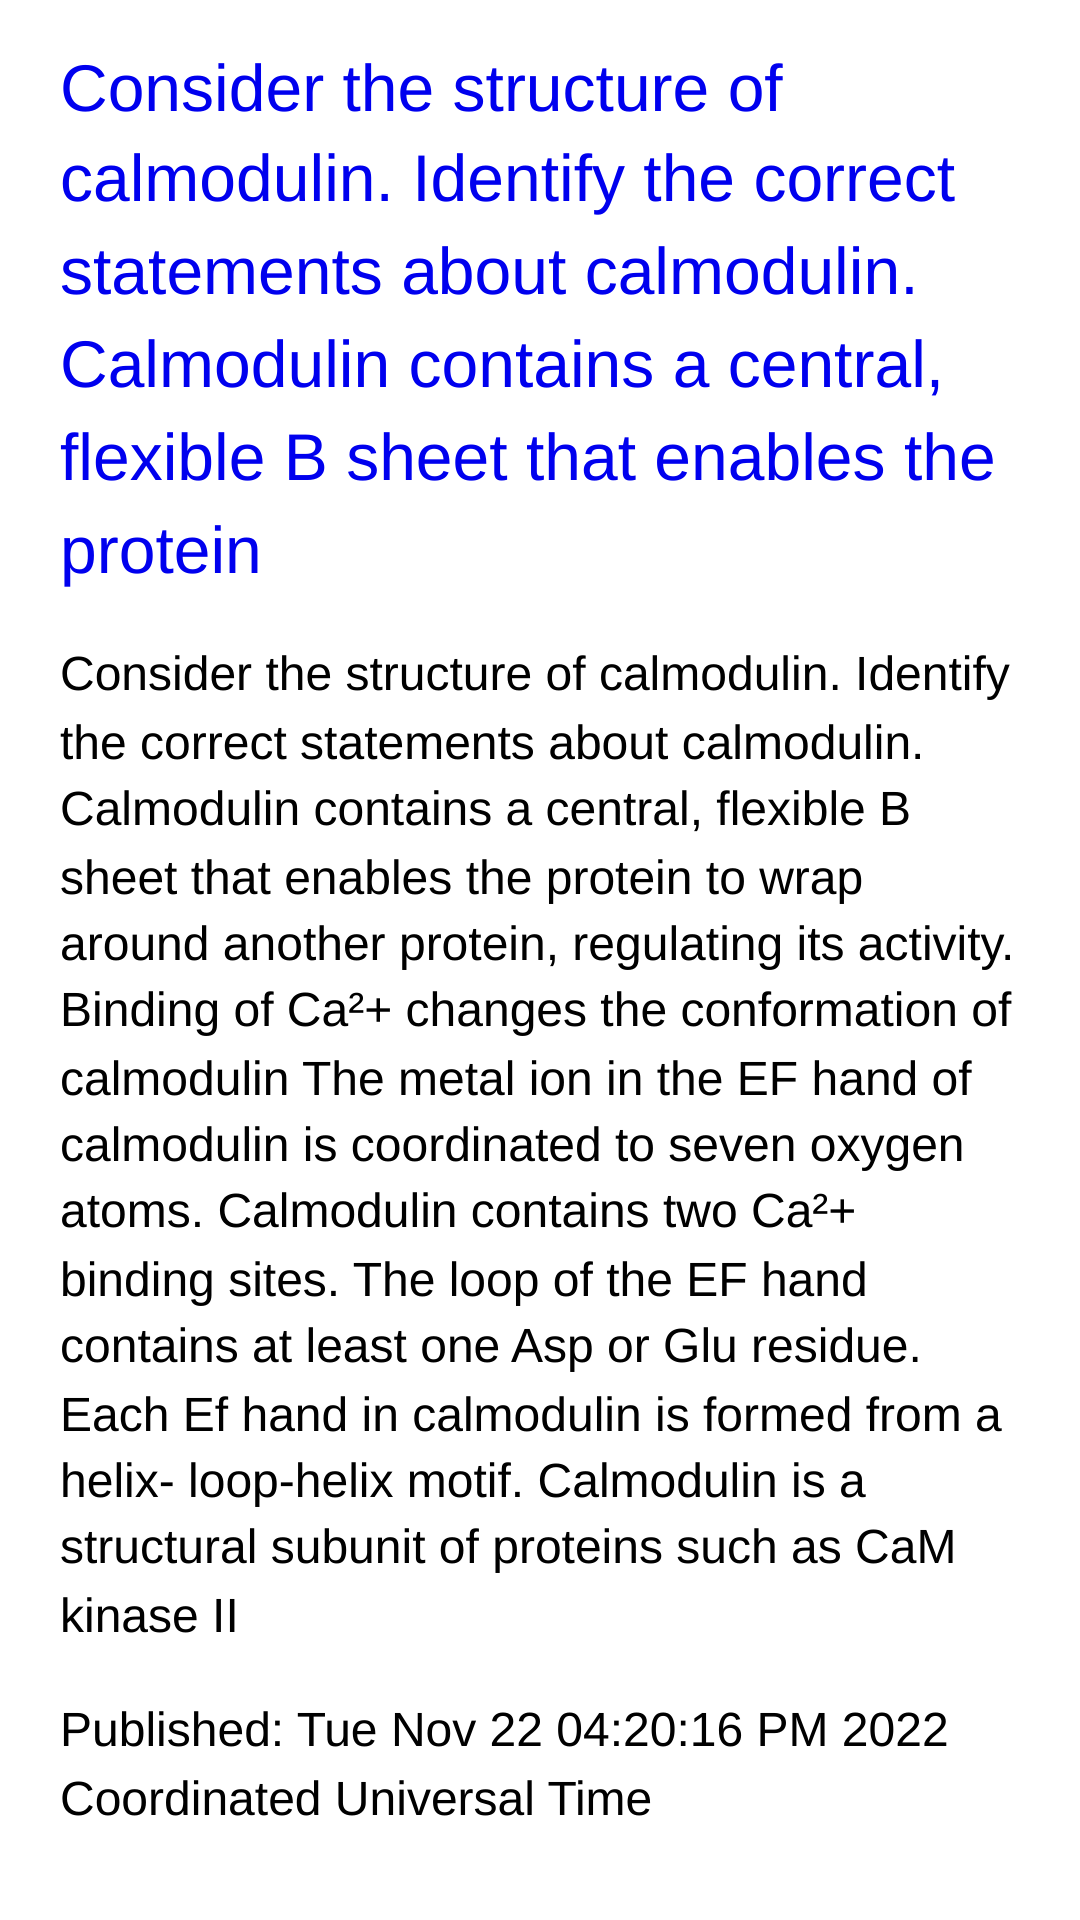 Consider the structure of
calmodulin. Identify the correct
statements about calmodulin.
Calmodulin contains a central,
flexible B sheet that enables the
protein
Consider the structure of calmodulin. Identify
the correct statements about calmodulin.
Calmodulin contains a central, flexible B
sheet that enables the protein to wrap
around another protein, regulating its activity.
Binding of Ca²+ changes the conformation of
calmodulin The metal ion in the EF hand of
calmodulin is coordinated to seven oxygen
atoms. Calmodulin contains two Ca²+
binding sites. The loop of the EF hand
contains at least one Asp or Glu residue.
Each Ef hand in calmodulin is formed from a
helix- loop-helix motif. Calmodulin is a
structural subunit of proteins such as CaM
kinase II
Published: Tue Nov 22 04:20:16 PM 2022
Coordinated Universal Time